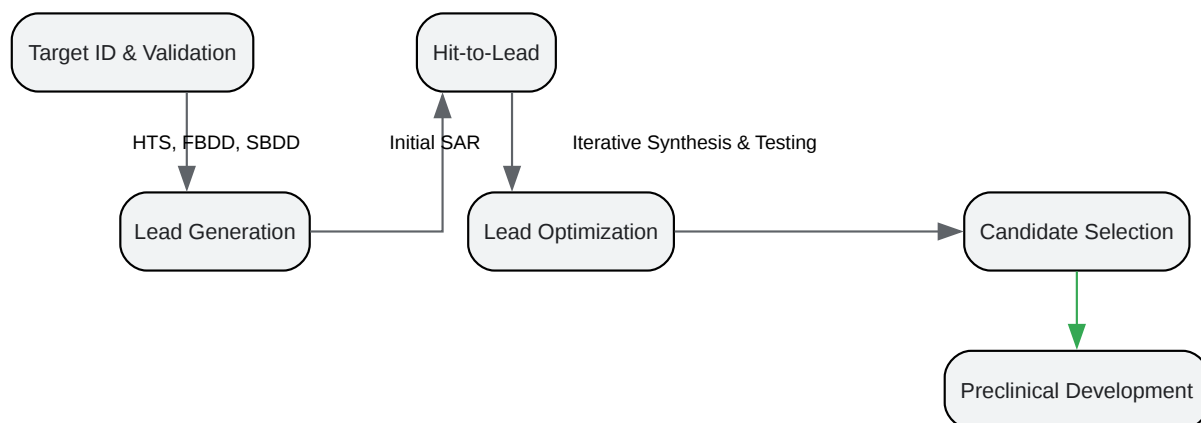 Target ID & Validation
Hit-to-Lead
HTS, FBDD, SBDD
Initial SAR
Iterative Synthesis & Testing
Lead Generation
Lead Optimization
Candidate Selection
Preclinical Development